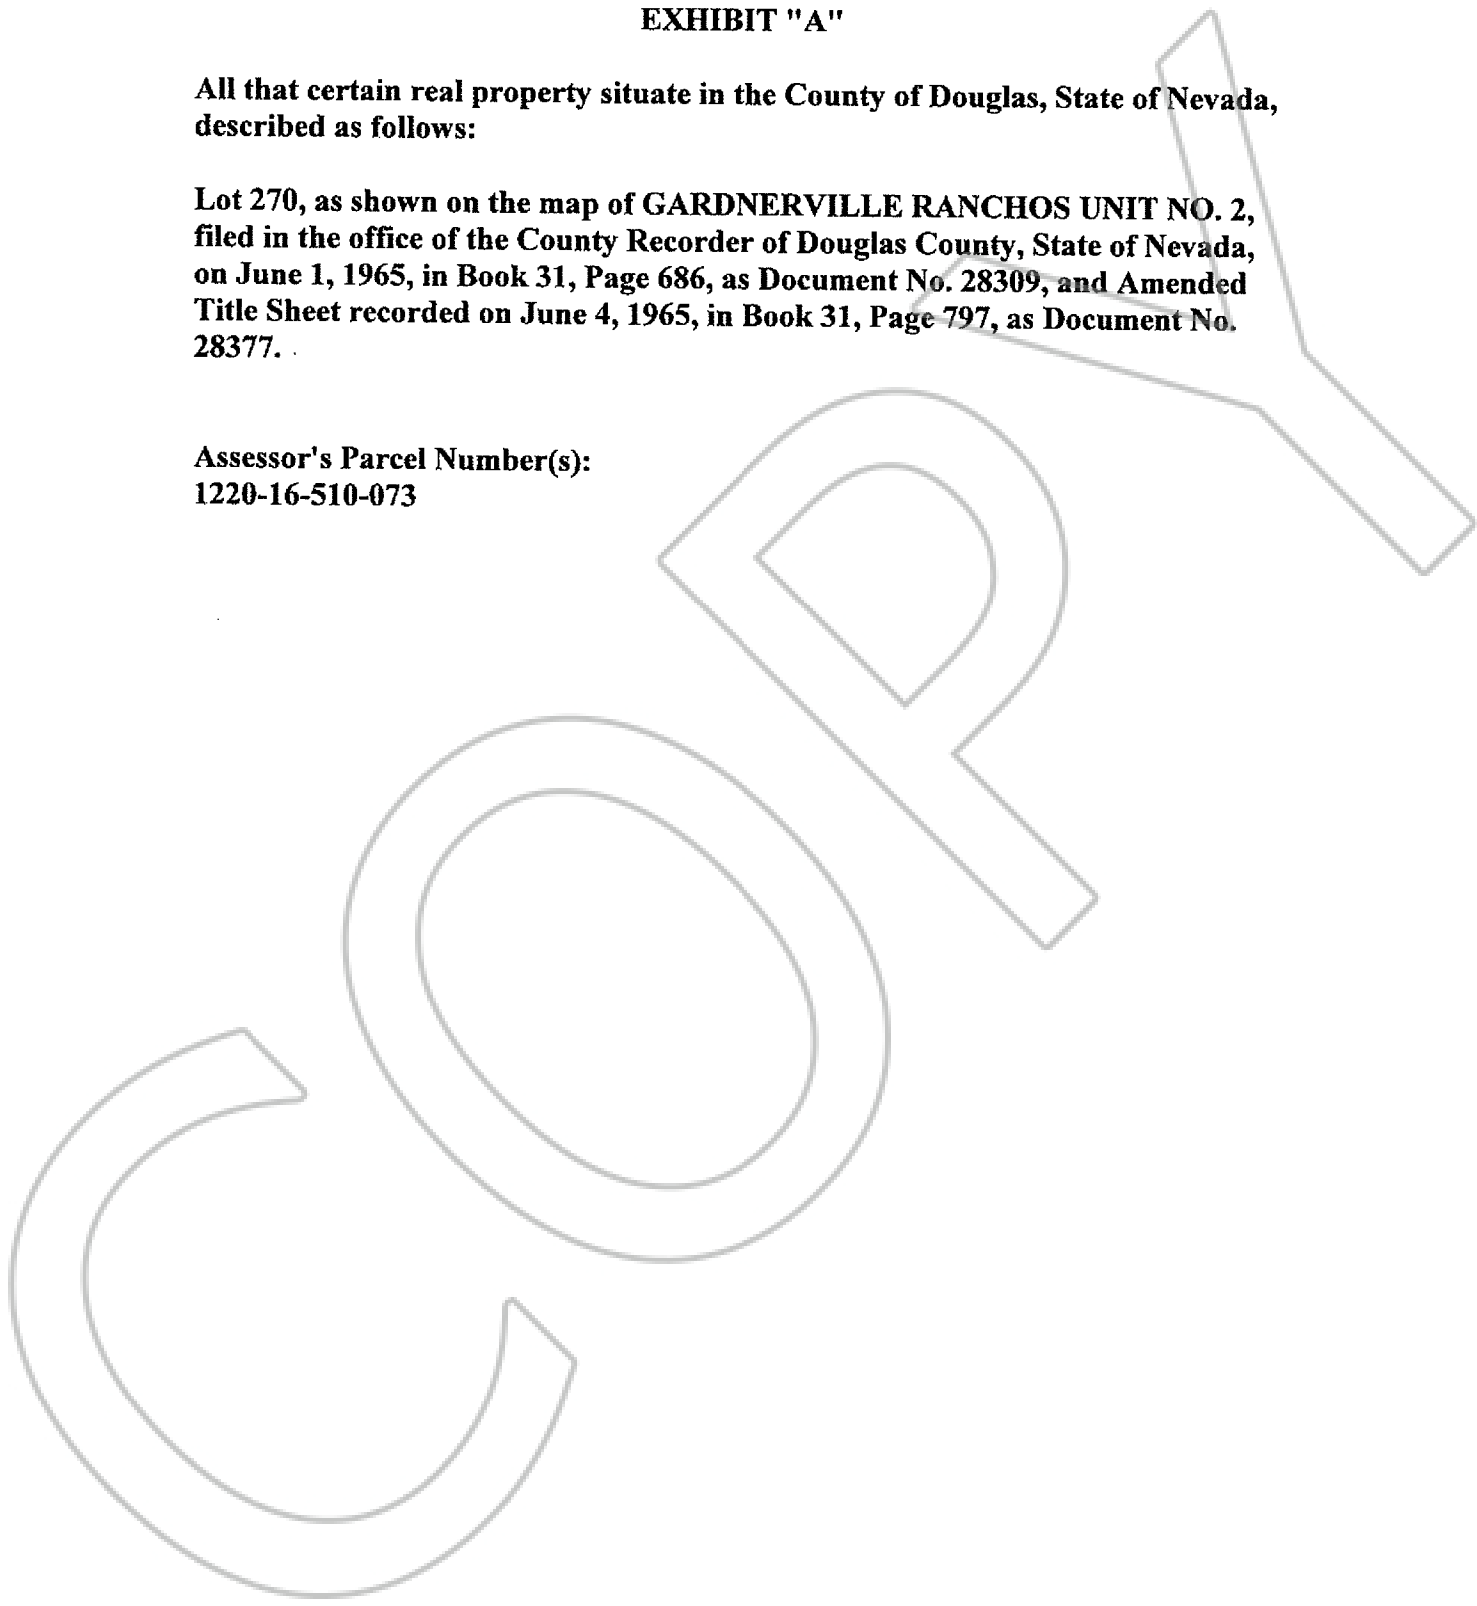 EXHIBIT "A"
All that certain real property situate in the County of Douglas, State of Nevada,
described as follows:
Lot 270, as shown on the map of GARDNERVILLE RANCHOS UNIT NO. 2,
filed in the office of the County Recorder of Douglas County, State of Nevada,
on June 1, 1965, in Book 31, Page 686, as Document No. 28309, and Amended
Title Sheet recorded on June 4, 1965, in Book 31, Page 797, as Document No.
28377.
Assessor's Parcel Number(s):
1220-16-510-073
COPY